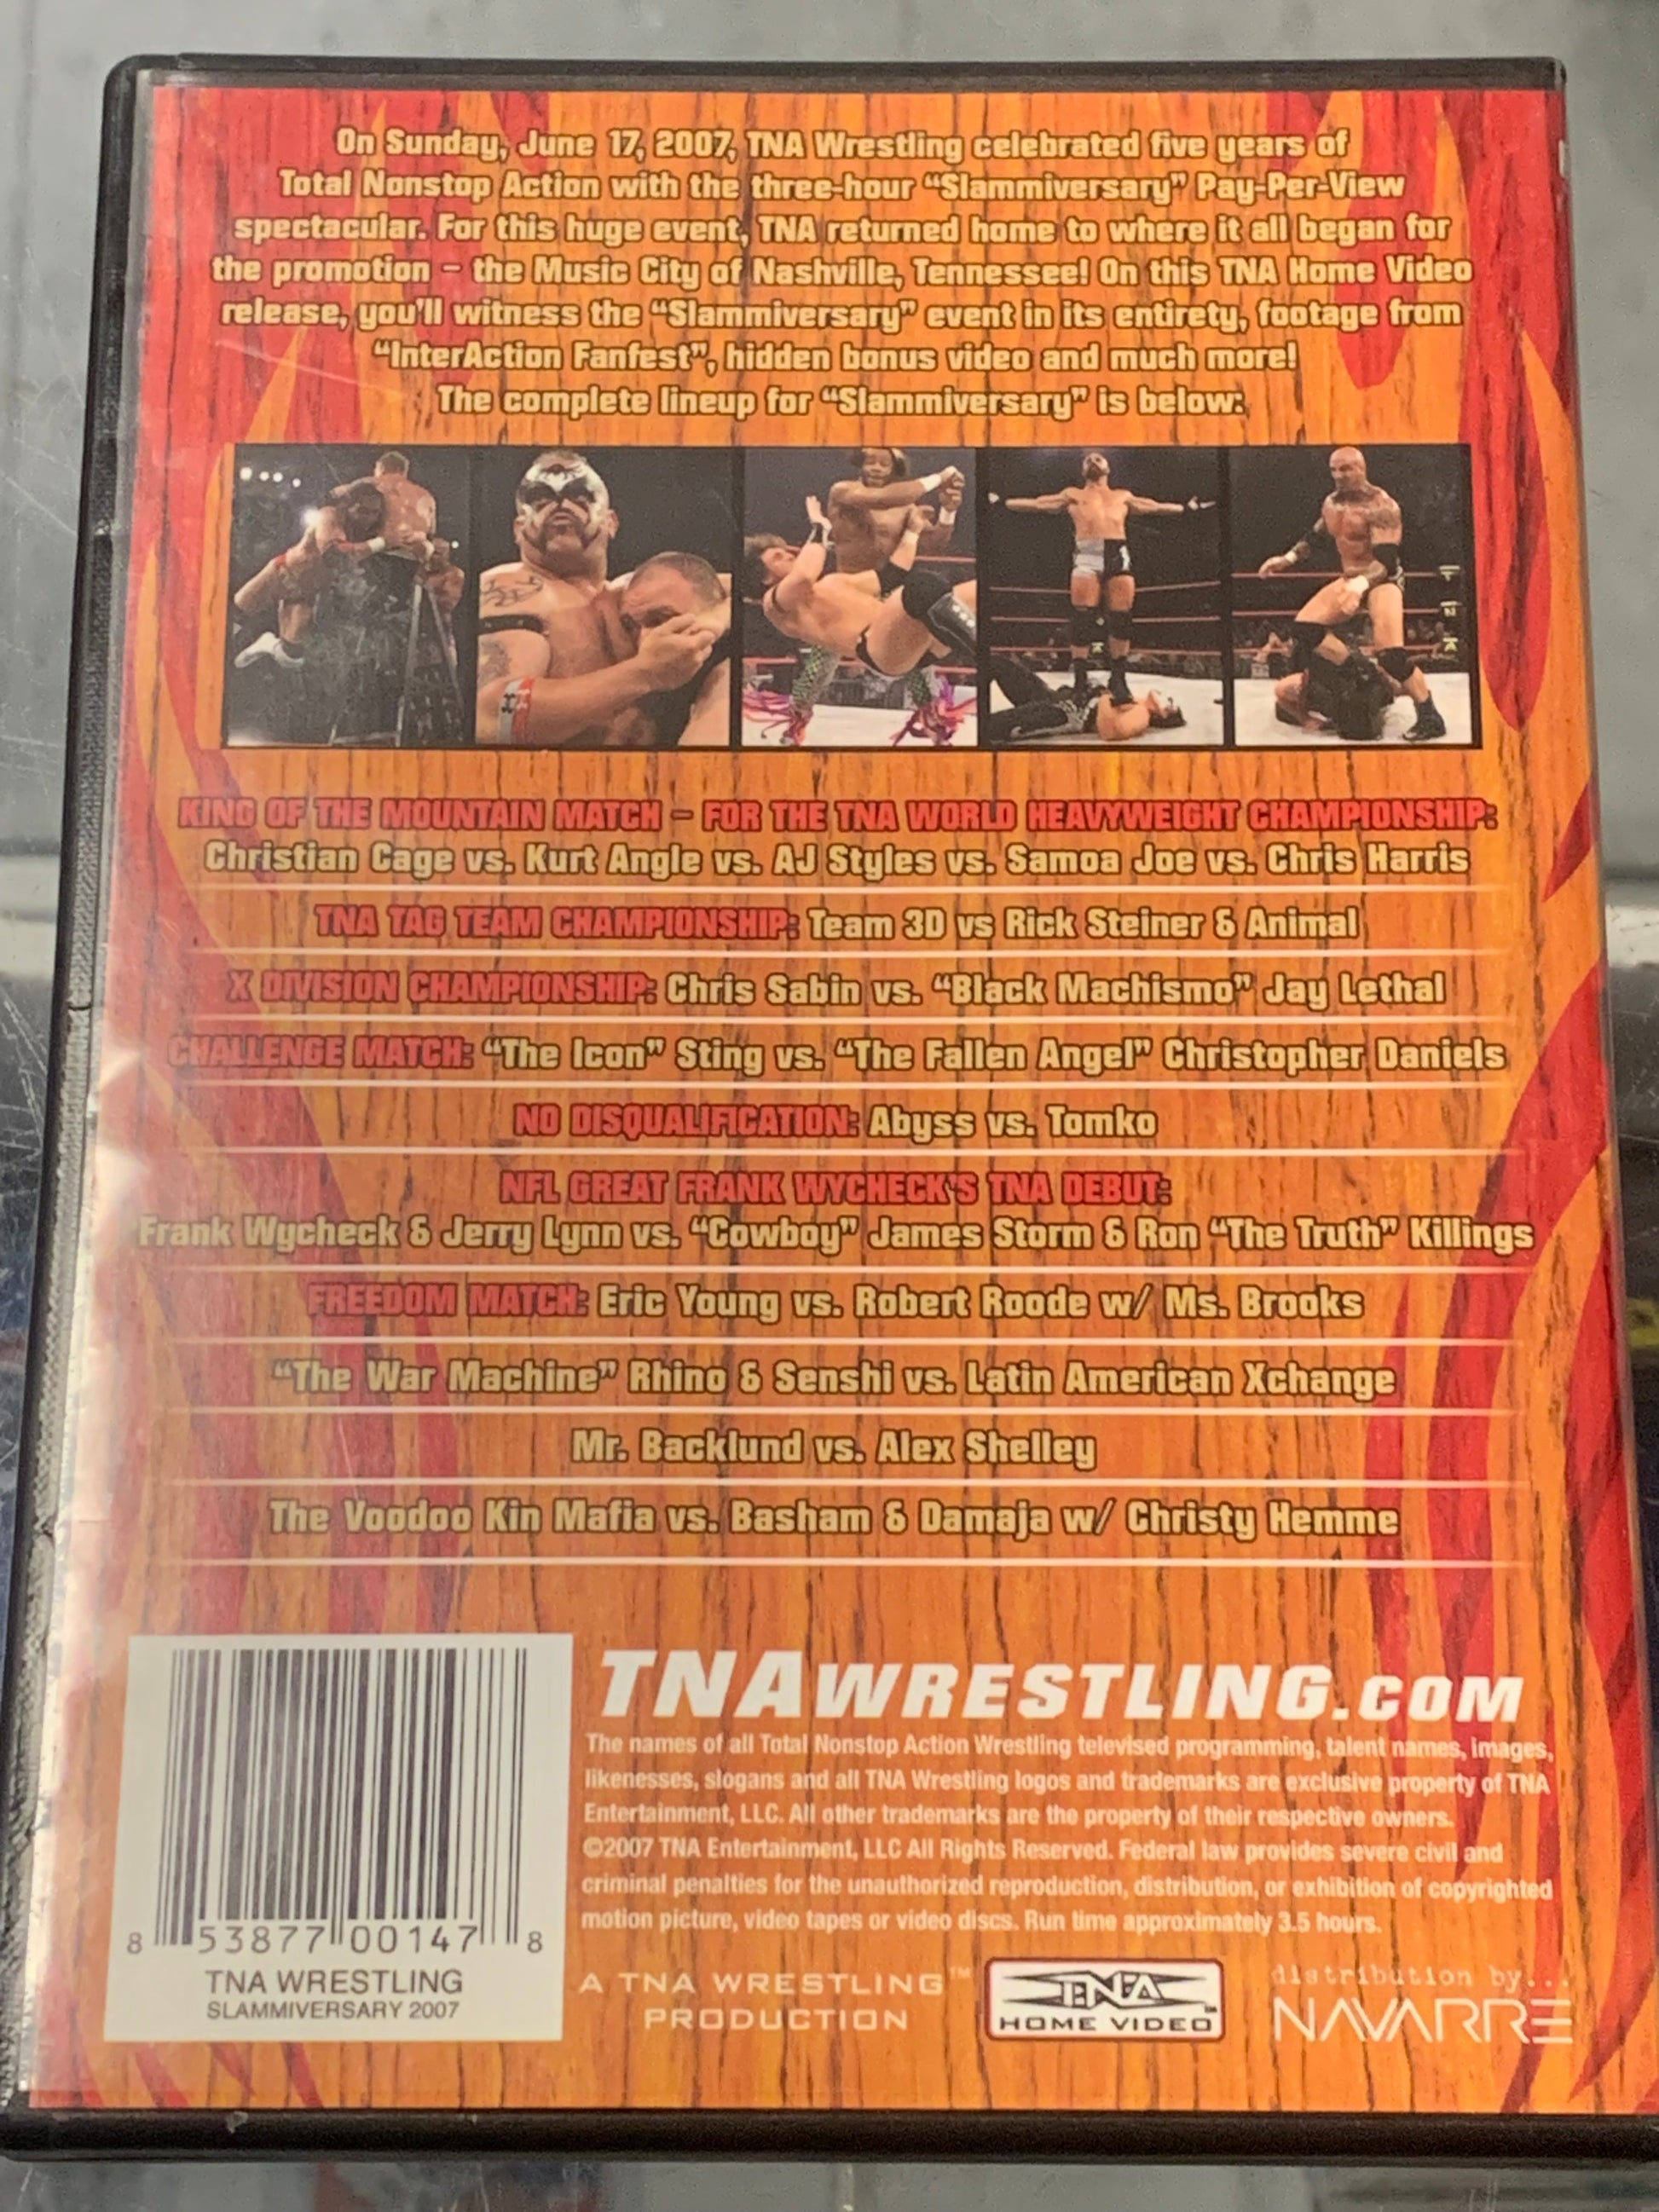 On Sunday, June 17, 2007, TNA Wrestling celebrated five years of
Total Nonstop Action with the three-hour “Slammiversary” Pay-Per-View
spectacular. For this huge event, TNA returned home to where it all began for
the promotion – the Music City of Nashville, Tennessee! On this TNA Home Video
release, you'll witness the “Slammiversary” event in its entirety, footage from
“InterAction Fanfest”, hidden bonus video and much more!
The complete lineup for “Slammiversary” is below:
KING OF THE MOUNTAIN MATCH – FOR THE TNA WORLD HEAVYWEIGHT CHAMPIONSHIP:
Christian Cage vs. Kurt Angle vs. AJ Styles vs. Samoa Joe vs. Chris Harris
TNA TAG TEAM CHAMPIONSHIP: Team 3D vs Rick Steiner & Animal
X DIVISION CHAMPIONSHIP: Chris Sabin vs. “Black Machismo” Jay Lethal
CHALLENGE MATCH: “The Icon” Sting vs. “The Fallen Angel” Christopher Daniels
NO DISQUALIFICATION: Abyss vs. Tomko
NFL GREAT FRANK WYCHECK'S TNA DEBUT:
Frank Wycheck & Jerry Lynn vs. “Cowboy” James Storm & Ron “The Truth” Killings
FREEDOM MATCH: Eric Young vs. Robert Roode w/ Ms. Brooks
“The War Machine” Rhino & Senshi vs. Latin American Xchange
Mr. Backlund vs. Alex Shelley
The Voodoo Kin Mafia vs. Basham & Damaja w/ Christy Hemme
TNAWRESTLING.COM
The names of all Total Nonstop Action Wrestling televised programming, talent names, images,
likenesses, slogans and all TNA Wrestling logos and trademarks are exclusive property of TNA
Entertainment, LLC. All other trademarks are the property of their respective owners.
©2007 TNA Entertainment, LLC All Rights Reserved. Federal law provides severe civil and
criminal penalties for the unauthorized reproduction, distribution, or exhibition of copyrighted
motion picture, video tapes or video discs. Run time approximately 3.5 hours.
8 53877 00147 8
TNA WRESTLING
SLAMMIVERSARY 2007
A TNA WRESTLING™
PRODUCTION
TNA
HOME VIDEO
distribution by...
NAVARRE